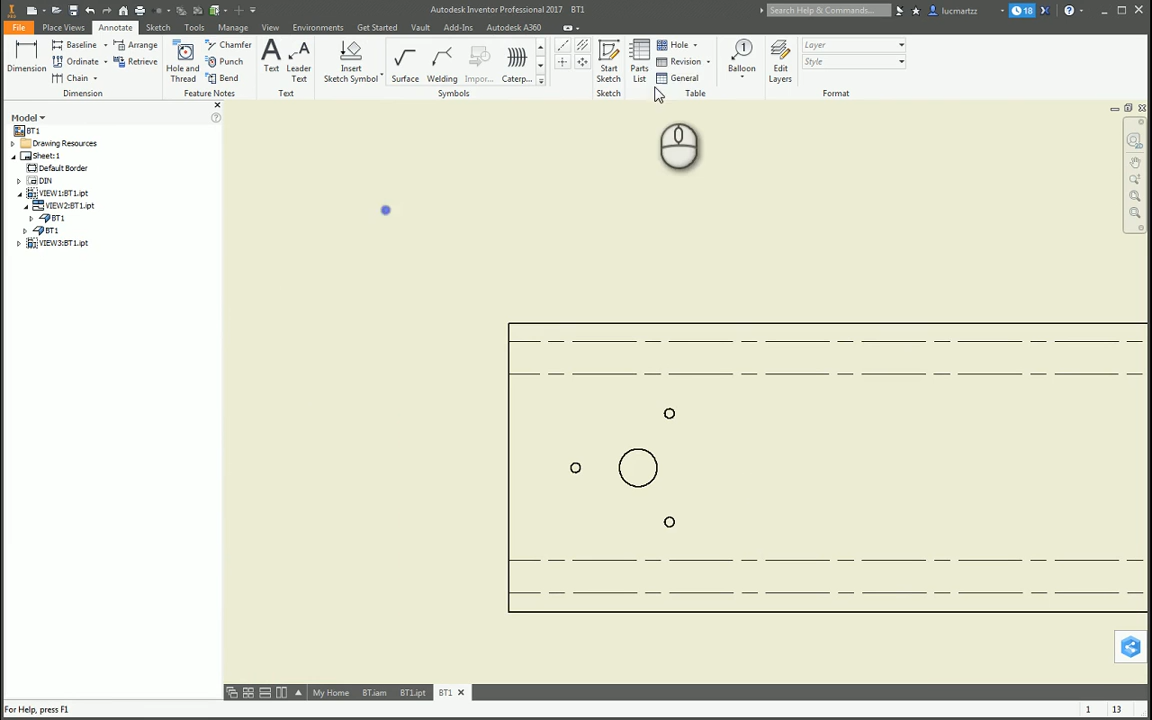 Autodesk Inventor Professional 2017 BT1
Search Help & Commands...
lucmartzz
18
File Place Views Annotate Sketch Tools Manage View Environments Get Started Vault Add-Ins Autodesk A360
Dimension
Baseline
Ordinate
Chain
Arrange
Retrieve
Dimension
Hole and Thread
Chamfer
Punch
Bend
Feature Notes
Text
Leader Text
Text
Insert Sketch Symbol
Surface
Welding
Impor...
Caterp...
Symbols
Start Sketch
Sketch
Parts List
Hole
Revision
General
Table
1
Balloon
Edit Layers
Layer
Style
Format
Model
BT1
Drawing Resources
Sheet:1
Default Border
DIN
VIEW1:BT1.ipt
VIEW2:BT1.ipt
BT1
BT1
VIEW3:BT1.ipt
My Home BT.iam BT1.ipt BT1
For Help, press F1
1 13